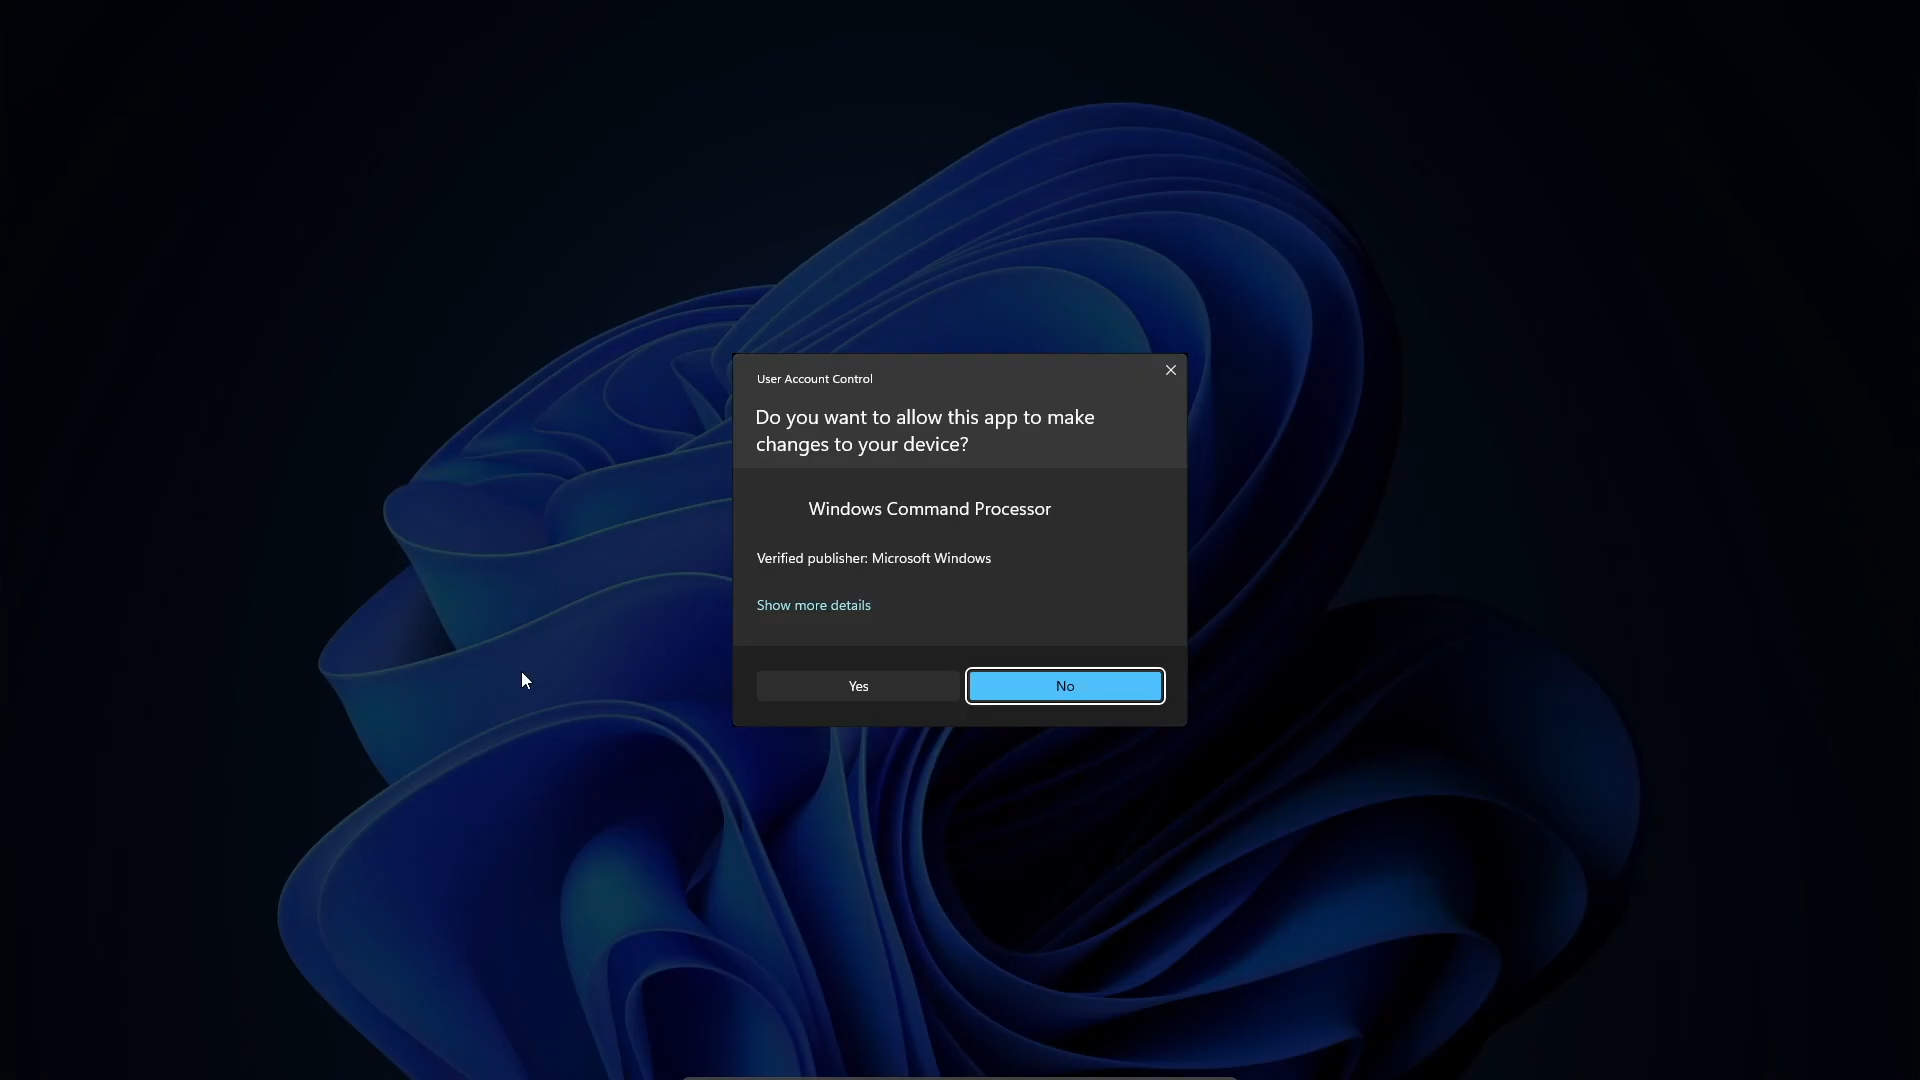 User Account Control
Do you want to allow this app to make
changes to your device?
Windows Command Processor
Verified publisher: Microsoft Windows
Show more details
Yes
No